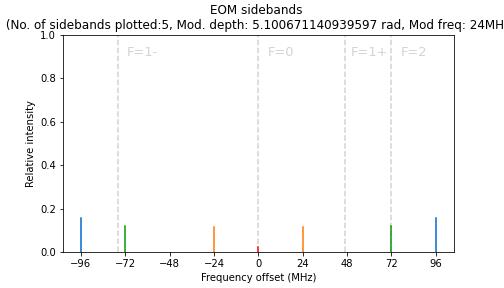 EOM sidebands
(No. of sidebands plotted:5, Mod. depth: 5.100671140939597 rad, Mod freq: 24MH
1.0
F=1- F=0 F=1+ F=2
0.8
0.6
0.4
0.2
0.0
Relative intensity
−96 −72 −48 −24 0 24 48 72 96
Frequency offset (MHz)